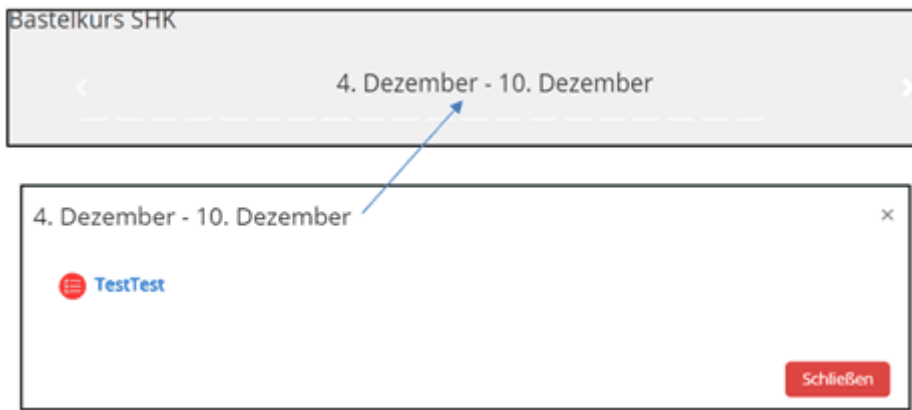 Bastelkurs SHK
4. Dezember - 10. Dezember
4. Dezember - 10. Dezember
TestTest
Schließen